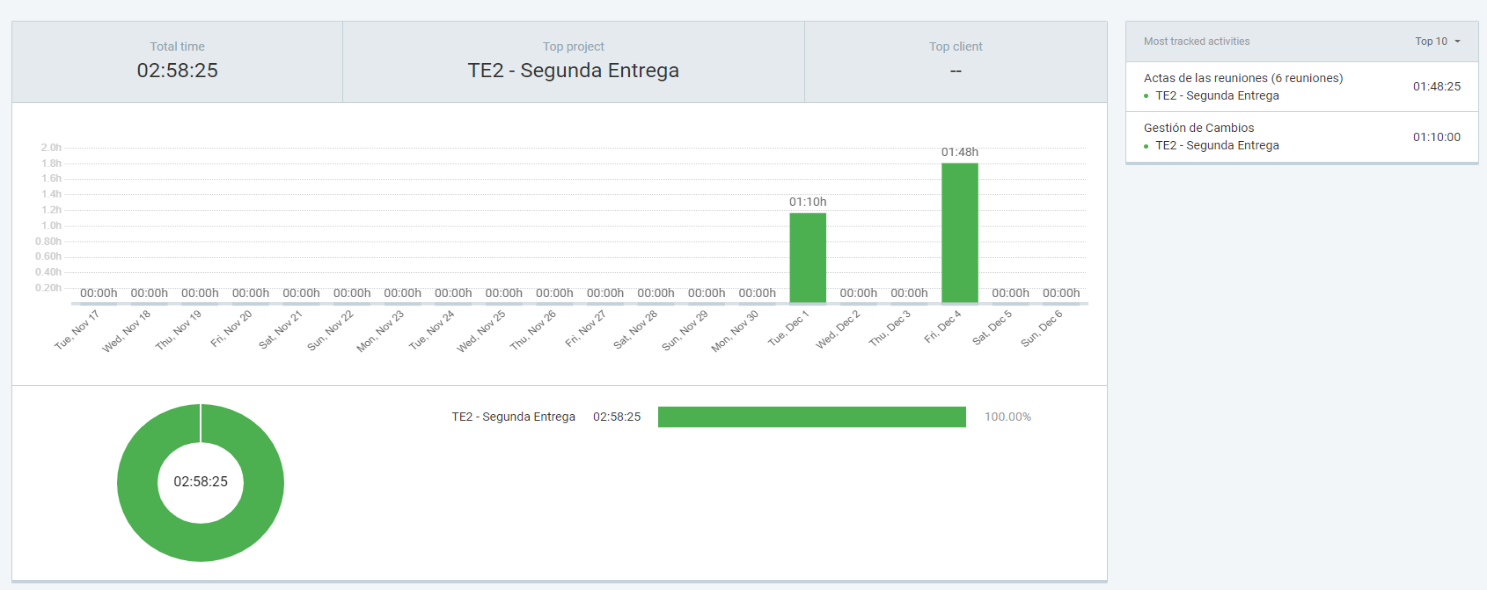 Total time
02:58:25
Top project
TE2 - Segunda Entrega
Top client
--
2.0h
1.8h
1.6h
1.4h
1.2h
1.0h
0.80h
0.60h
0.40h
0.20h
00:00h 00:00h 00:00h 00:00h 00:00h 00:00h 00:00h 00:00h 00:00h 00:00h 00:00h 00:00h 00:00h 00:00h 01:10h 00:00h 00:00h 01:48h 00:00h 00:00h
Tue, Nov 17
Wed, Nov 18
Thu, Nov 19
Fri, Nov 20
Sat, Nov 21
Sun, Nov 22
Mon, Nov 23
Tue, Nov 24
Wed, Nov 25
Thu, Nov 26
Fri, Nov 27
Sat, Nov 28
Sun, Nov 29
Mon, Nov 30
Tue, Dec 1
Wed, Dec 2
Thu, Dec 3
Fri, Dec 4
Sat, Dec 5
Sun, Dec 6
02:58:25
TE2 - Segunda Entrega 02:58:25 100.00%
Most tracked activities Top 10
Actas de las reuniones (6 reuniones)
TE2 - Segunda Entrega
01:48:25
Gestión de Cambios
TE2 - Segunda Entrega
01:10:00